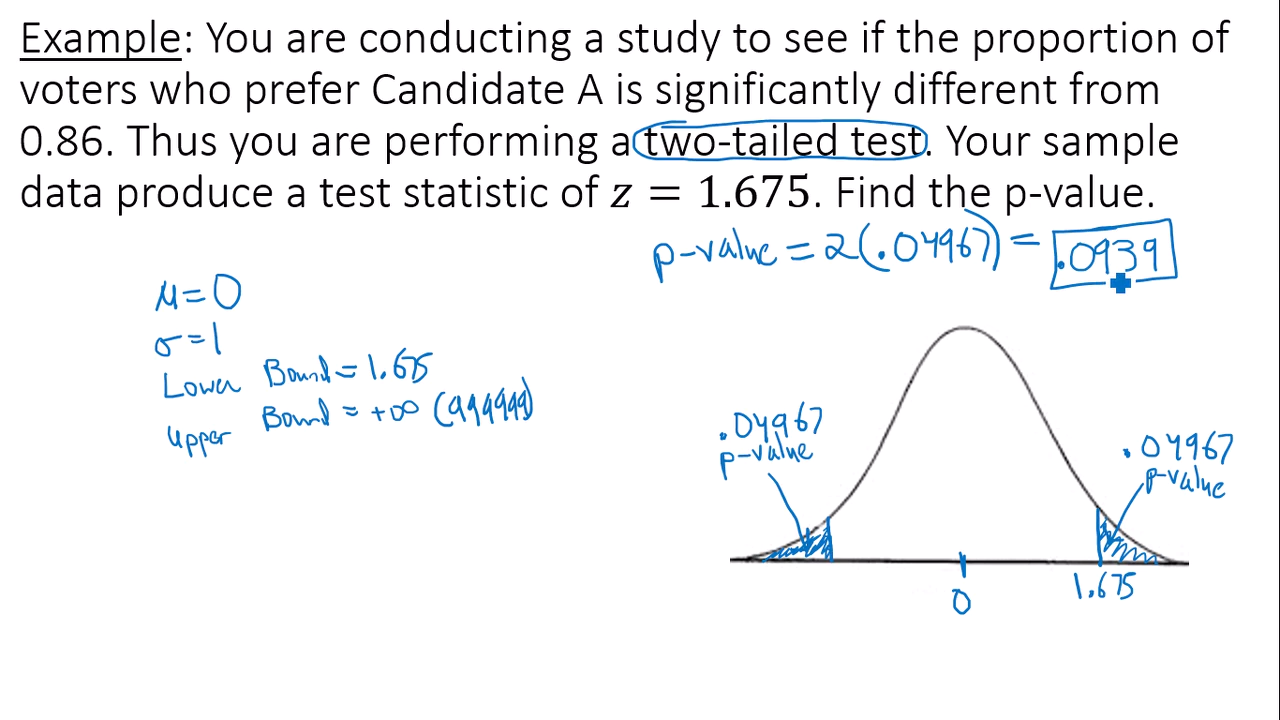 Example: You are conducting a study to see if the proportion of
voters who prefer Candidate A is significantly different from
0.86. Thus you are performing a two-tailed test. Your sample
data produce a test statistic of z = 1.675. Find the p-value.
p-value = 2(.04967) = .0939
μ = 0
σ = 1
Lower Bound = 1.675
Upper Bound = +∞ (999999)
.04967
p-value
.04967
p-value
0
1.675